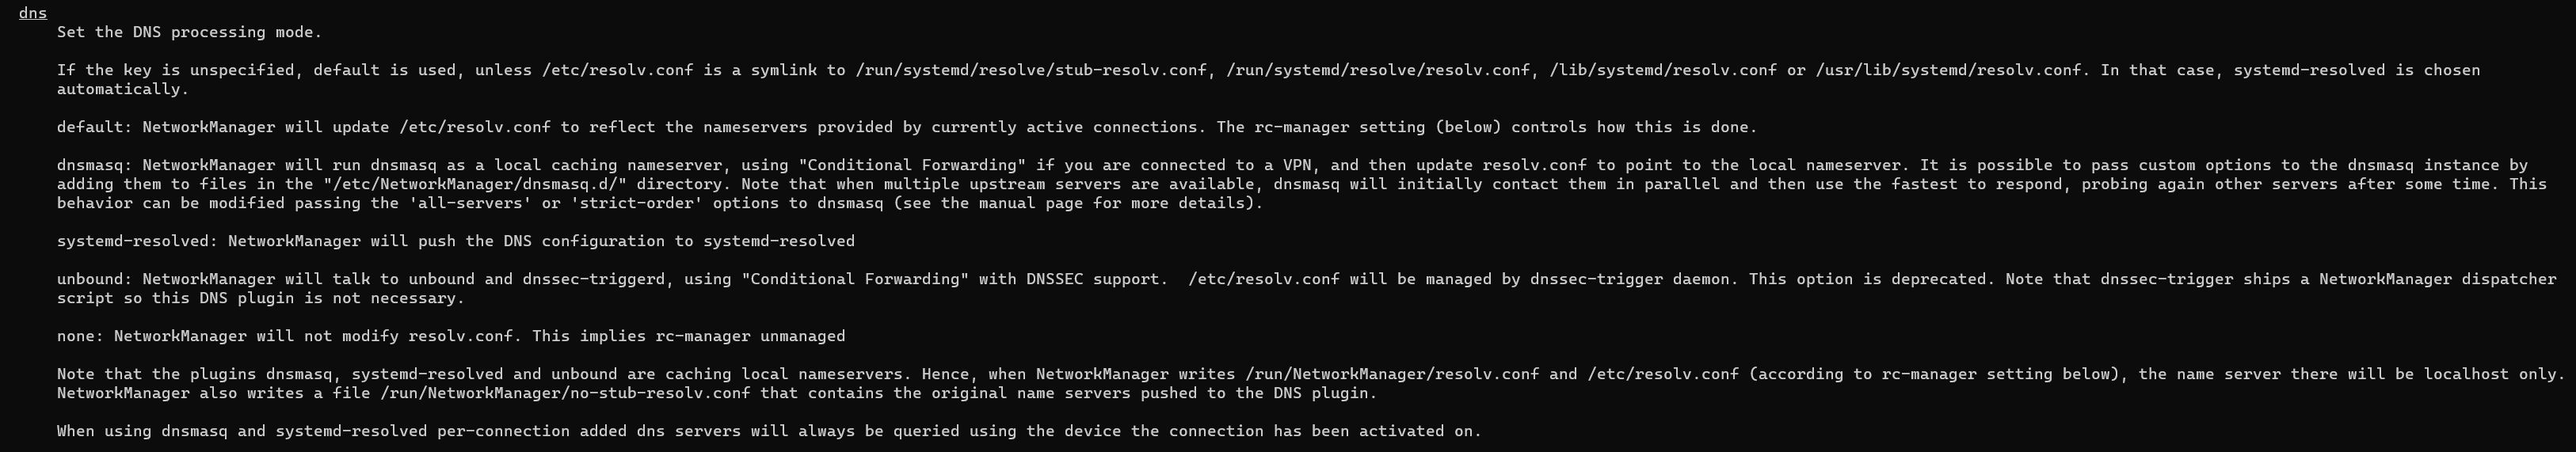 dns
Set the DNS processing mode.
If the key is unspecified, default is used, unless /etc/resolv.conf is a symlink to /run/systemd/resolve/stub-resolv.conf, /run/systemd/resolve/resolv.conf, /lib/systemd/resolv.conf or /usr/lib/systemd/resolv.conf. In that case, systemd-resolved is chosen
automatically.
default: NetworkManager will update /etc/resolv.conf to reflect the nameservers provided by currently active connections. The rc-manager setting (below) controls how this is done.
dnsmasq: NetworkManager will run dnsmasq as a local caching nameserver, using "Conditional Forwarding" if you are connected to a VPN, and then update resolv.conf to point to the local nameserver. It is possible to pass custom options to the dnsmasq instance by
adding them to files in the "/etc/NetworkManager/dnsmasq.d/" directory. Note that when multiple upstream servers are available, dnsmasq will initially contact them in parallel and then use the fastest to respond, probing again other servers after some time. This
behavior can be modified passing the 'all-servers' or 'strict-order' options to dnsmasq (see the manual page for more details).
systemd-resolved: NetworkManager will push the DNS configuration to systemd-resolved
unbound: NetworkManager will talk to unbound and dnssec-triggerd, using "Conditional Forwarding" with DNSSEC support.  /etc/resolv.conf will be managed by dnssec-trigger daemon. This option is deprecated. Note that dnssec-trigger ships a NetworkManager dispatcher
script so this DNS plugin is not necessary.
none: NetworkManager will not modify resolv.conf. This implies rc-manager unmanaged
Note that the plugins dnsmasq, systemd-resolved and unbound are caching local nameservers. Hence, when NetworkManager writes /run/NetworkManager/resolv.conf and /etc/resolv.conf (according to rc-manager setting below), the name server there will be localhost only.
NetworkManager also writes a file /run/NetworkManager/no-stub-resolv.conf that contains the original name servers pushed to the DNS plugin.
When using dnsmasq and systemd-resolved per-connection added dns servers will always be queried using the device the connection has been activated on.